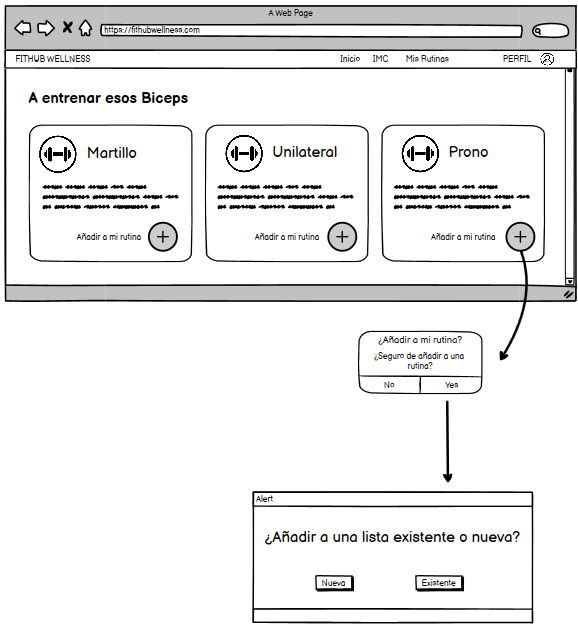 A Web Page
https://fithubwellness.com
FITHUB WELLNESS Inicio IMC Mis Rutinas PERFIL
A entrenar esos Biceps
Martillo Unilateral Prono
Añadir a mi rutina Añadir a mi rutina Añadir a mi rutina
¿Añadir a mi rutina?
¿Seguro de añadir a una
rutina?
No Yes
Alert
¿Añadir a una lista existente o nueva?
Nueva Existente